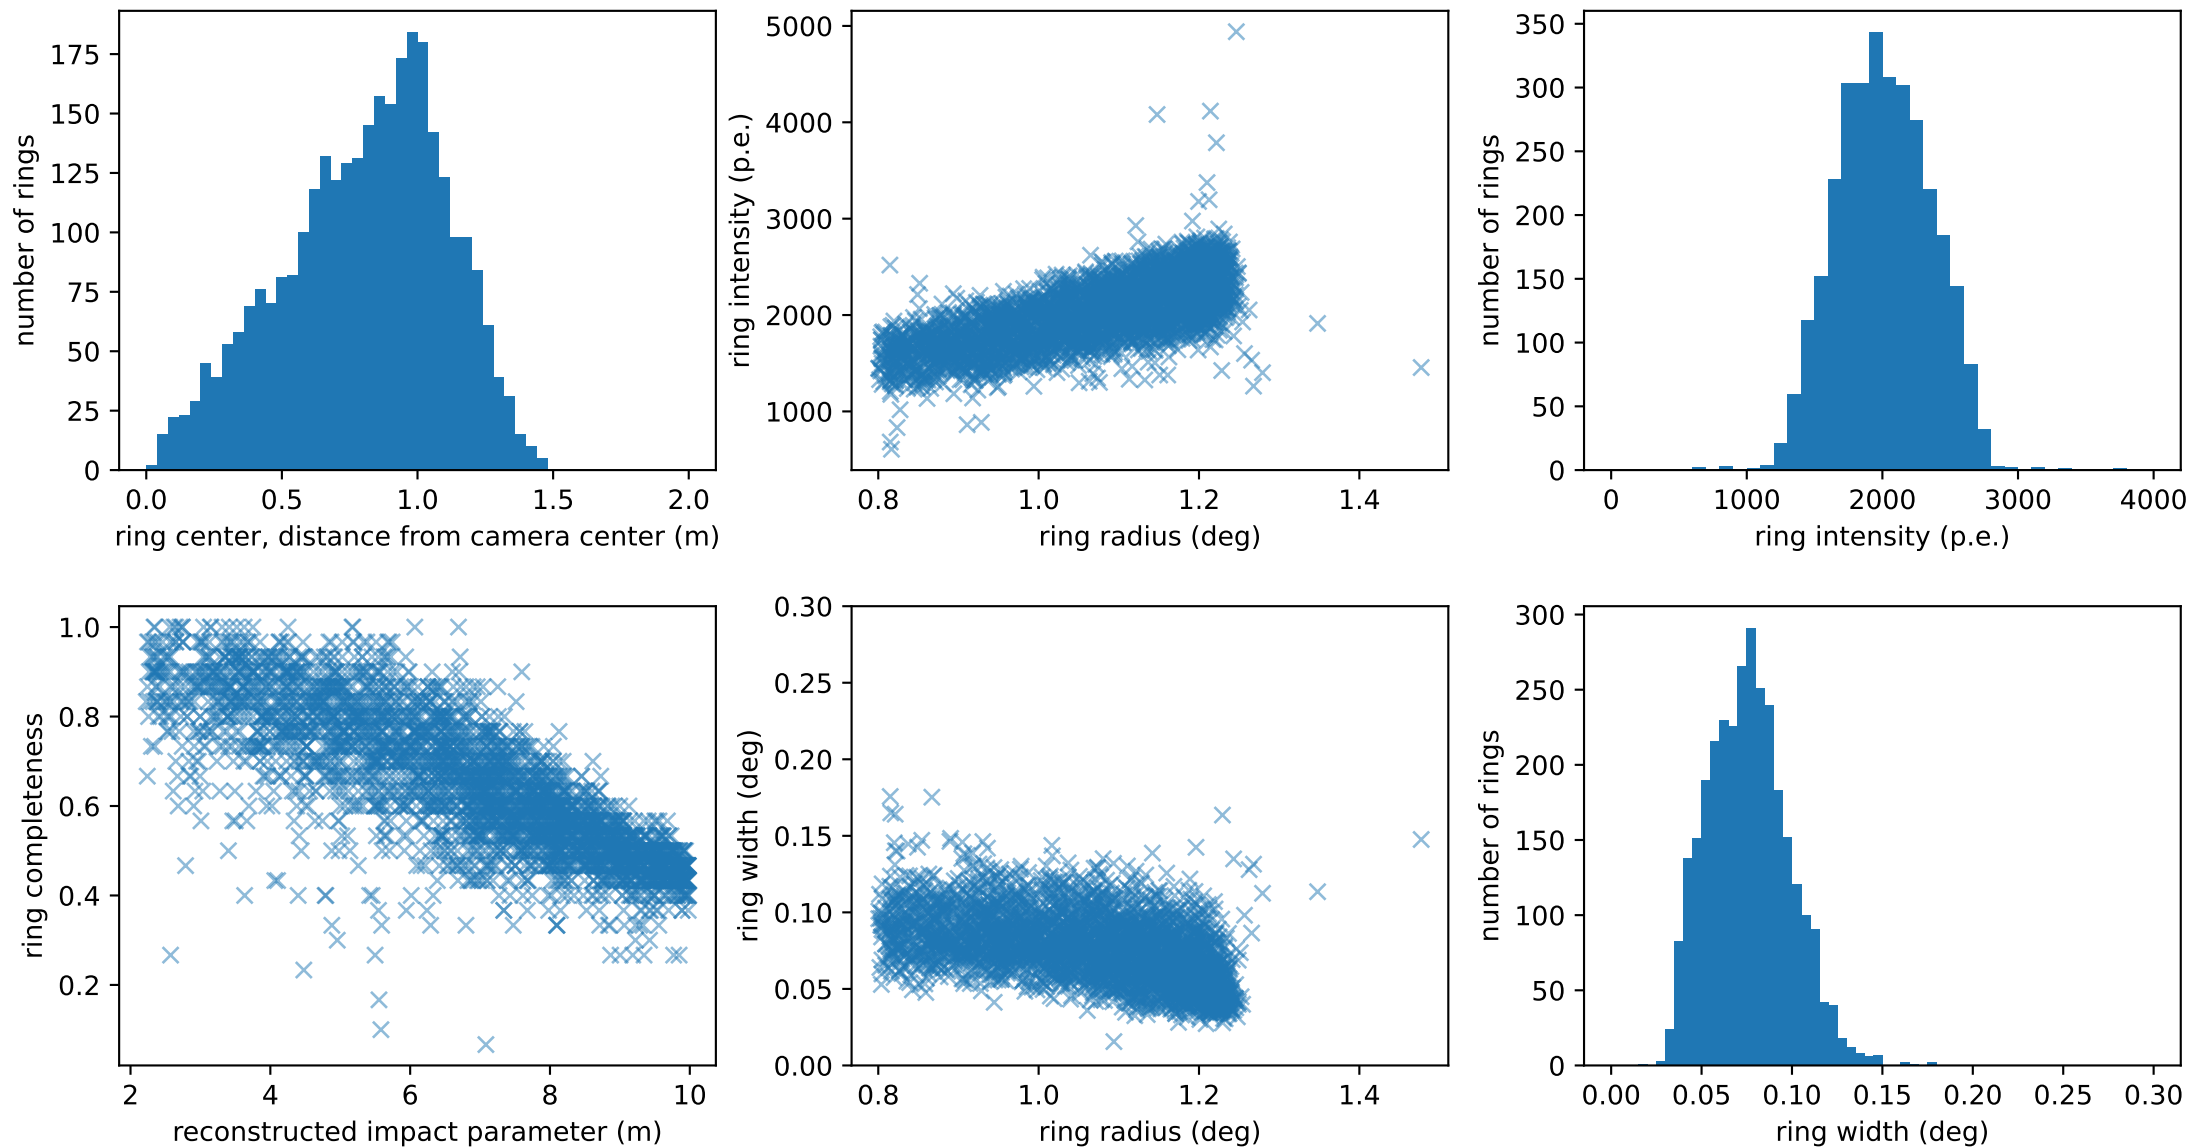 175
150
125
100
75
50
25
0
number of rings
0.0 0.5 1.0 1.5 2.0
ring center, distance from camera center (m)
5000
4000
3000
2000
1000
ring intensity (p.e.)
0.8 1.0 1.2 1.4
ring radius (deg)
350
300
250
200
150
100
50
0
number of rings
0 1000 2000 3000 4000
ring intensity (p.e.)
1.0
0.8
0.6
0.4
0.2
ring completeness
2 4 6 8 10
reconstructed impact parameter (m)
0.30
0.25
0.20
0.15
0.10
0.05
0.00
ring width (deg)
0.8 1.0 1.2 1.4
ring radius (deg)
300
250
200
150
100
50
0
number of rings
0.00 0.05 0.10 0.15 0.20 0.25 0.30
ring width (deg)